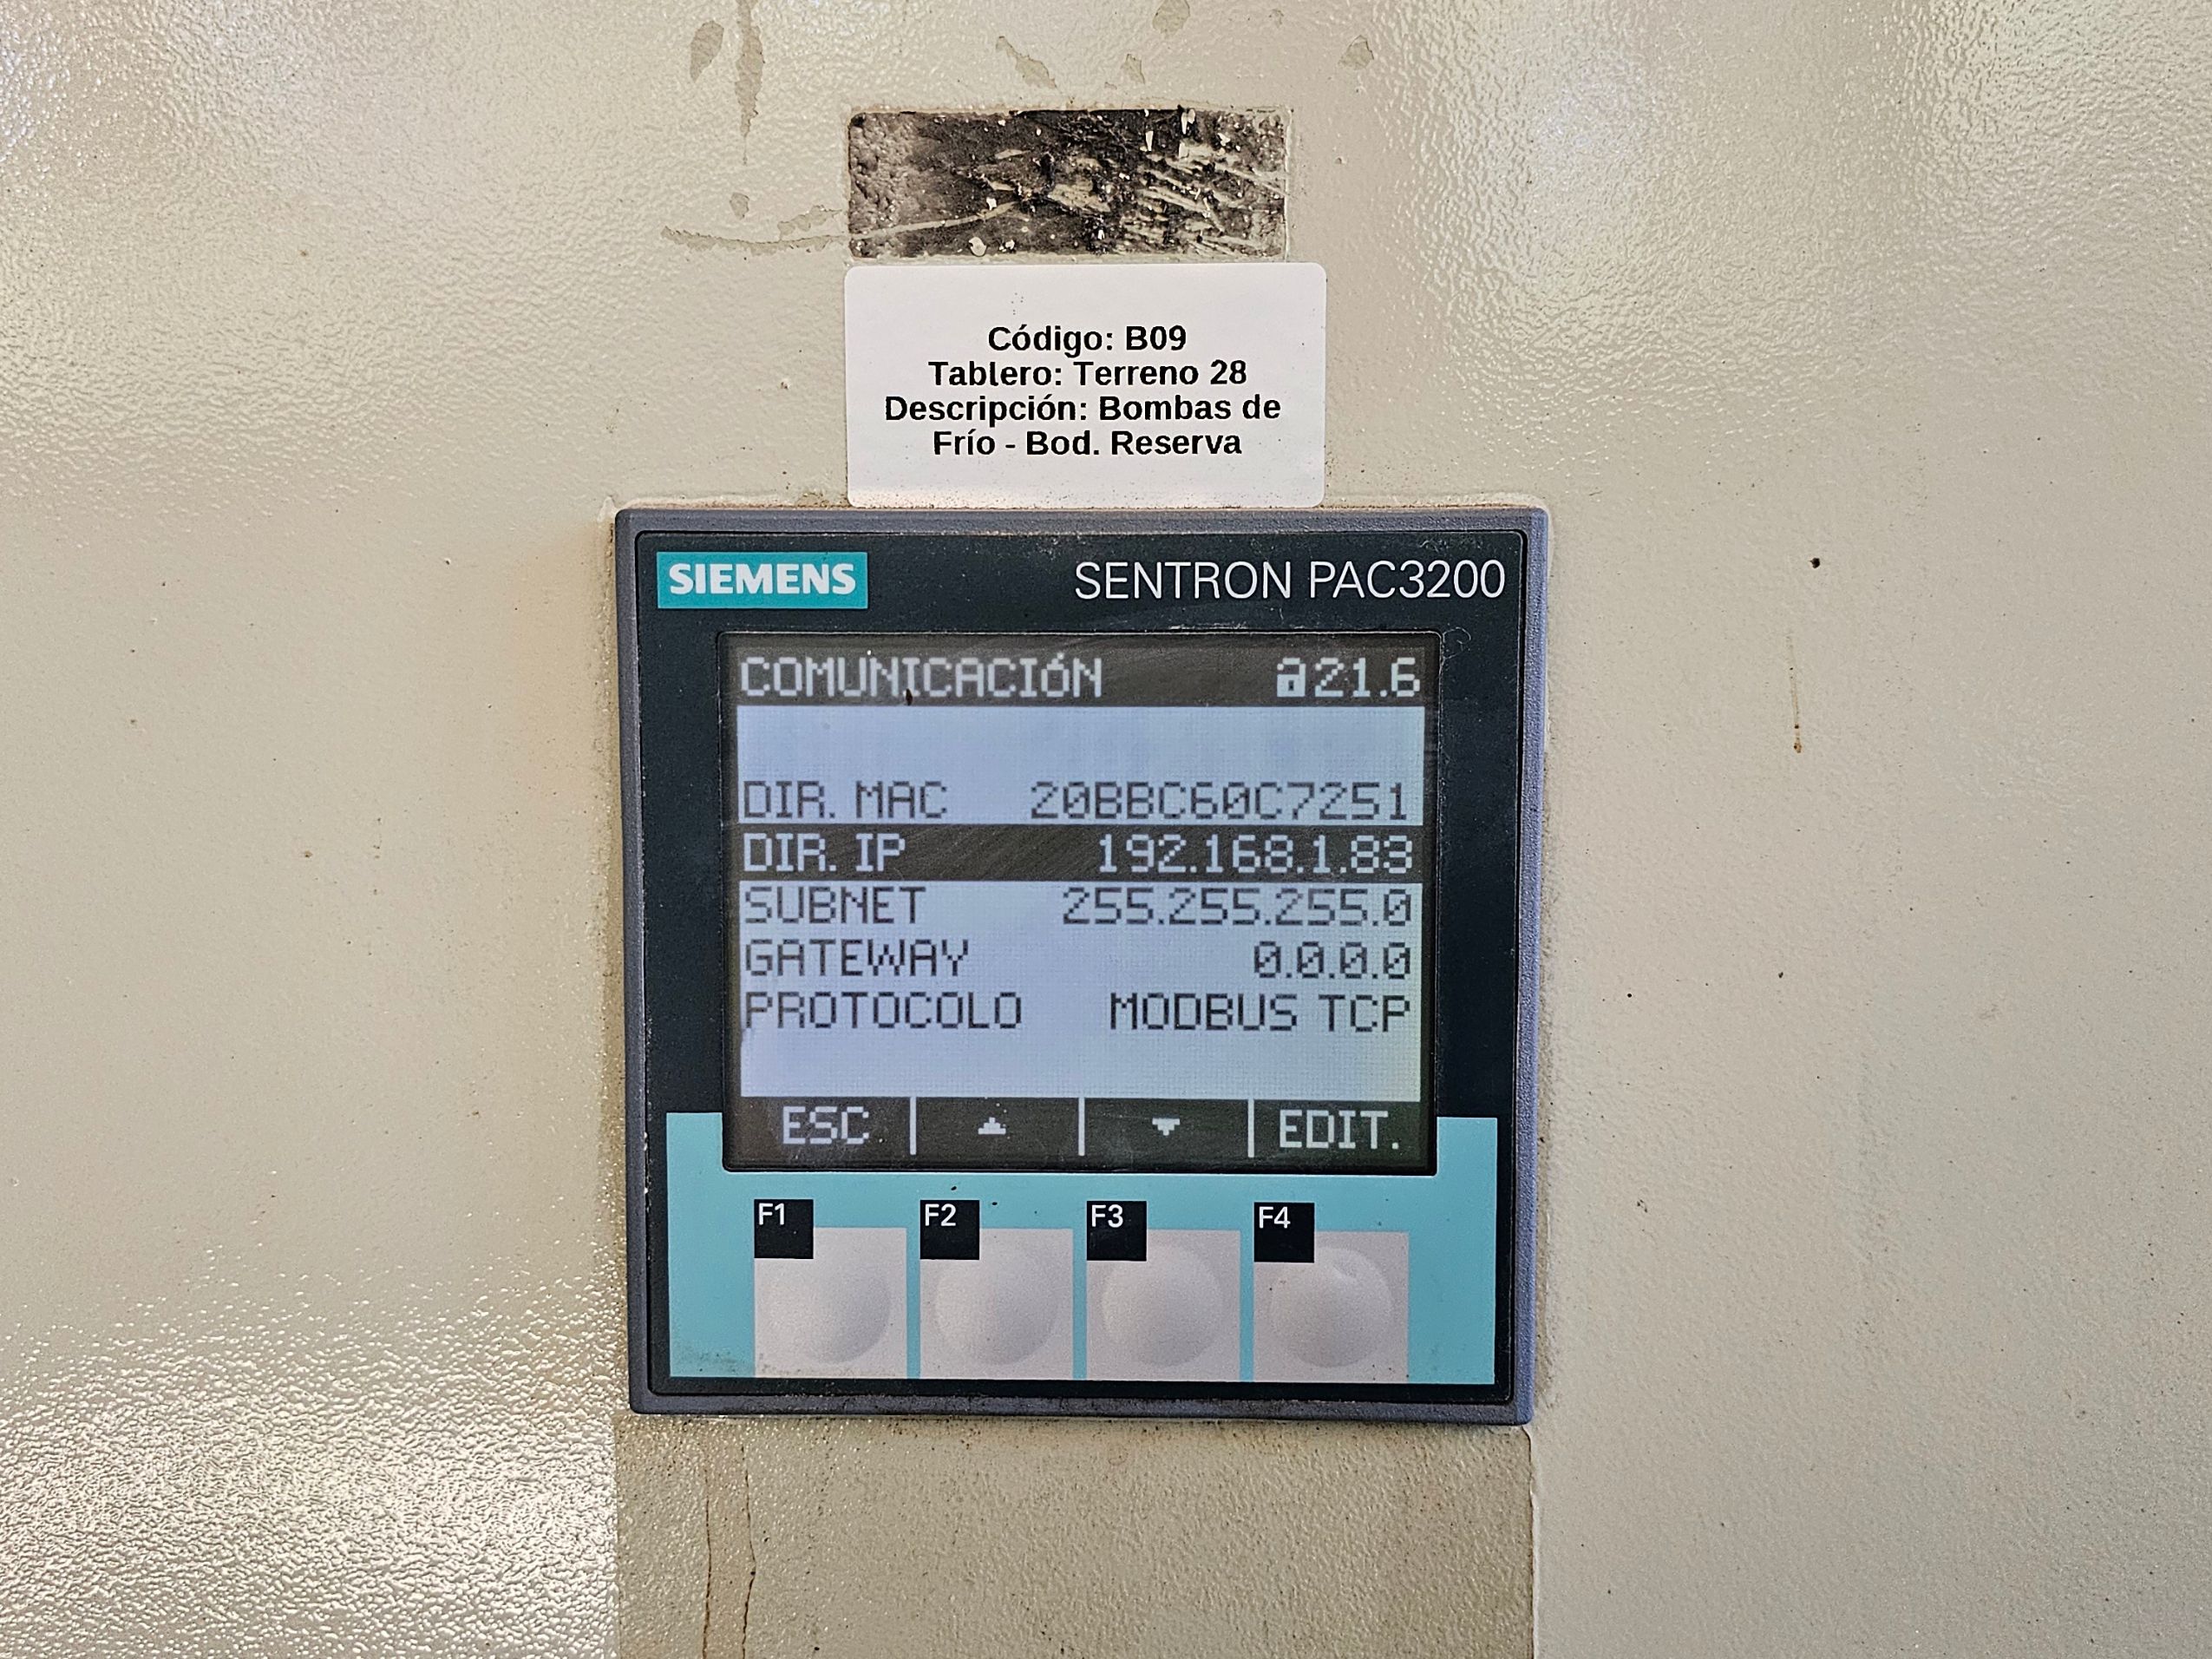 Código: B09
Tablero: Terreno 28
Descripción: Bombas de
Frío - Bod. Reserva
SIEMENS SENTRON PAC3200
COMUNICACIÓN 21.6
DIR. MAC 20BBC60C7251
DIR. IP 192.168.1.83
SUBNET 255.255.255.0
GATEWAY 0.0.0.0
PROTOCOLO MODBUS TCP
ESC EDIT.
F1 F2 F3 F4